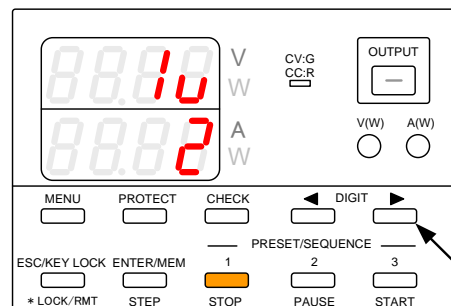 1u V
W
2 A
W
CV:G
CC:R
OUTPUT
V(W) A(W)
MENU PROTECT CHECK ◀ DIGIT ▶
PRESET/SEQUENCE
ESC/KEY LOCK ENTER/MEM 1 2 3
* LOCK/RMT STEP STOP PAUSE START